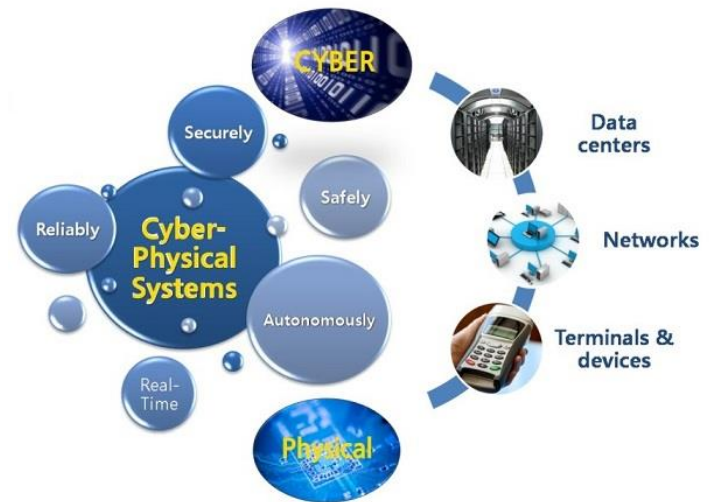 CYBER
Securely
Safely
Reliably
Cyber-
Physical
Systems
Autonomously
Real-
Time
Physical
Data
centers
Networks
Terminals &
devices